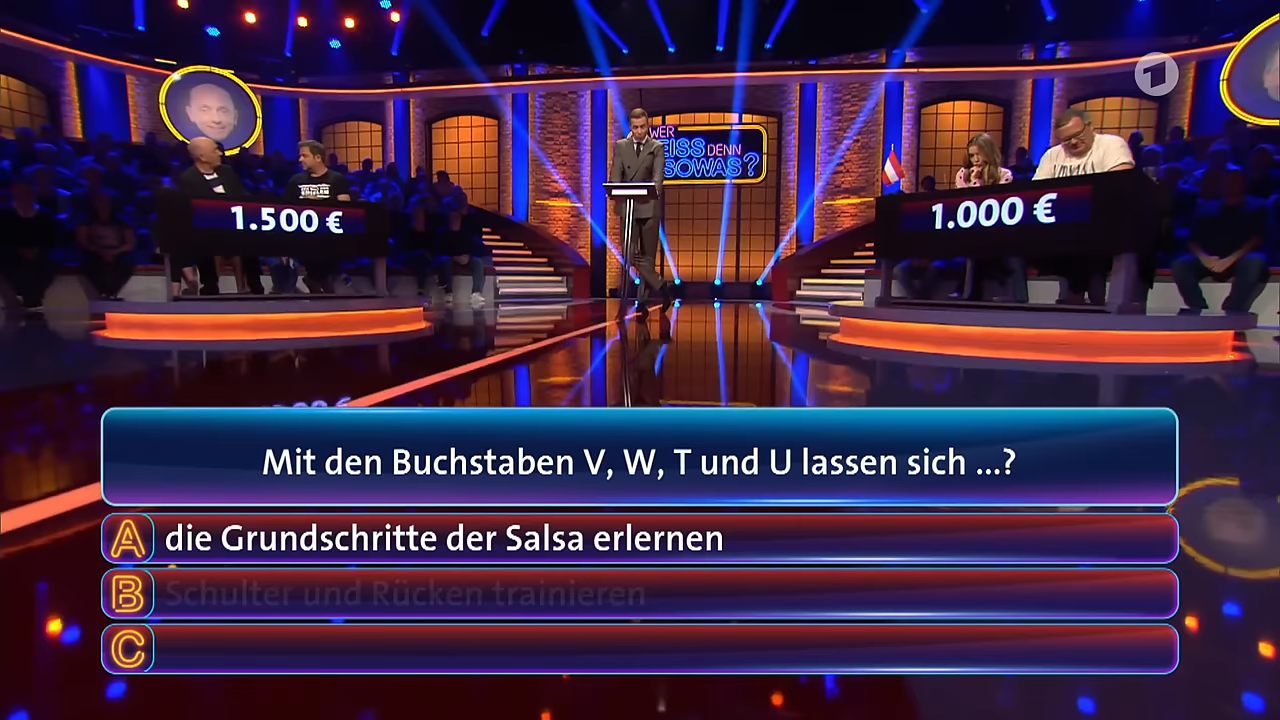 WER
WEISS DENN
SOWAS?
1.500 €
1.000 €
Mit den Buchstaben V, W, T und U lassen sich ...?
A die Grundschritte der Salsa erlernen
B Schulter und Rücken trainieren
C